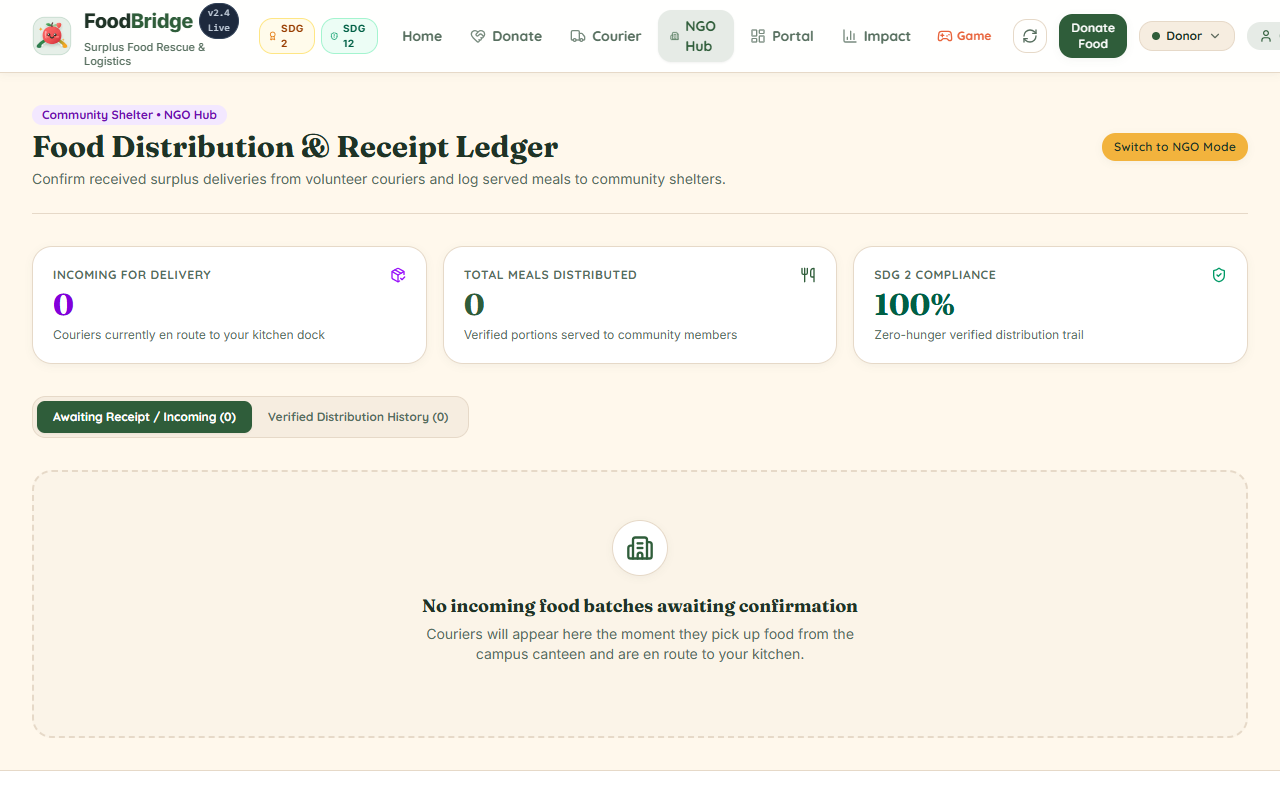 FoodBridge
v2.4
Live
Surplus Food Rescue &
Logistics
SDG
2
SDG
12
Home
Donate
Courier
NGO
Hub
Portal
Impact
Game
Donate
Food
Donor
Community Shelter • NGO Hub
Food Distribution & Receipt Ledger
Switch to NGO Mode
Confirm received surplus deliveries from volunteer couriers and log served meals to community shelters.
INCOMING FOR DELIVERY
0
Couriers currently en route to your kitchen dock
TOTAL MEALS DISTRIBUTED
0
Verified portions served to community members
SDG 2 COMPLIANCE
100%
Zero-hunger verified distribution trail
Awaiting Receipt / Incoming (0)
Verified Distribution History (0)
No incoming food batches awaiting confirmation
Couriers will appear here the moment they pick up food from the
campus canteen and are en route to your kitchen.